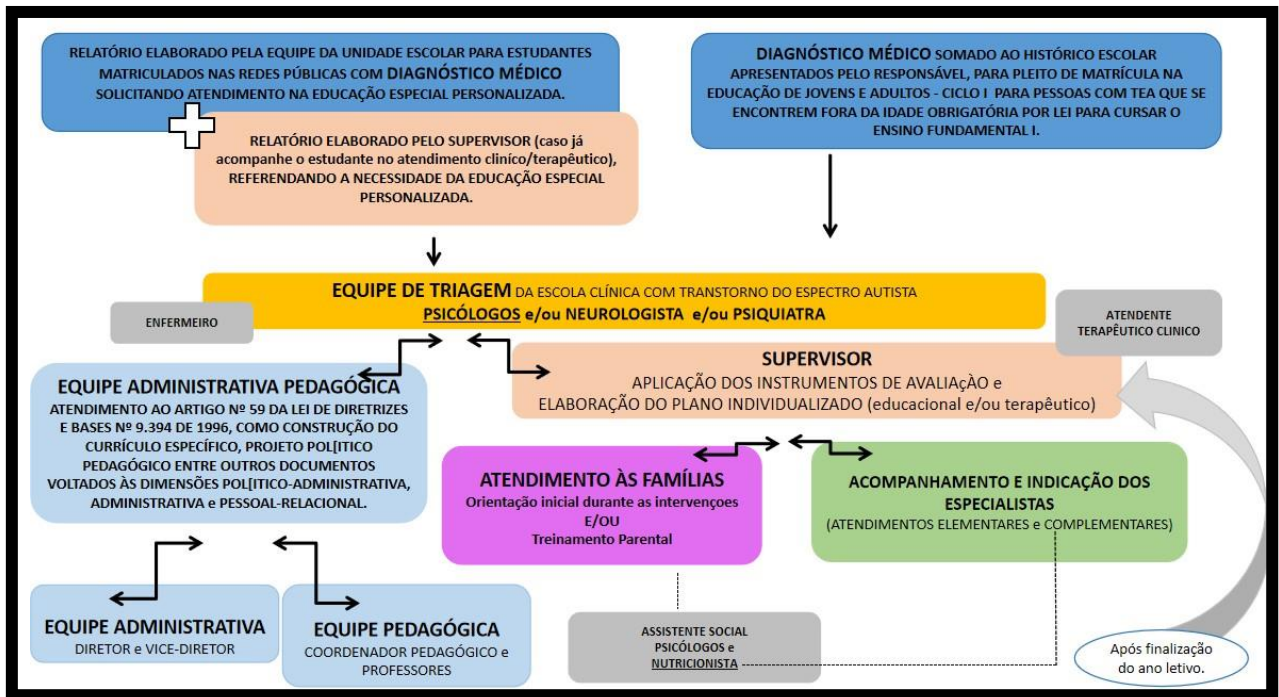 RELATÓRIO ELABORADO PELA EQUIPE DA UNIDADE ESCOLAR PARA ESTUDANTES
MATRICULADOS NAS REDES PÚBLICAS COM DIAGNÓSTICO MÉDICO
SOLICITANDO ATENDIMENTO NA EDUCAÇÃO ESPECIAL PERSONALIZADA.
RELATÓRIO ELABORADO PELO SUPERVISOR (caso já
acompanhe o estudante no atendimento cliníco/terapêutico),
REFERENDANDO A NECESSIDADE DA EDUCAÇÃO ESPECIAL
PERSONALIZADA.
DIAGNÓSTICO MÉDICO SOMADO AO HISTÓRICO ESCOLAR
APRESENTADOS PELO RESPONSÁVEL, PARA PLEITO DE MATRÍCULA NA
EDUCAÇÃO DE JOVENS E ADULTOS - CICLO I PARA PESSOAS COM TEA QUE SE
ENCONTREM FORA DA IDADE OBRIGATÓRIA POR LEI PARA CURSAR O
ENSINO FUNDAMENTAL I.
EQUIPE DE TRIAGEM DA ESCOLA CLÍNICA COM TRANSTORNO DO ESPECTRO AUTISTA
PSICÓLOGOS e/ou NEUROLOGISTA e/ou PSIQUIATRA
ENFERMEIRO
ATENDENTE
TERAPÊUTICO CLINICO
EQUIPE ADMINISTRATIVA PEDAGÓGICA
ATENDIMENTO AO ARTIGO Nº 59 DA LEI DE DIRETRIZES
E BASES Nº 9.394 DE 1996, COMO CONSTRUÇÃO DO
CURRÍCULO ESPECÍFICO, PROJETO POL[ITICO
PEDAGÓGICO ENTRE OUTROS DOCUMENTOS
VOLTADOS ÀS DIMENSÕES POL[ITICO-ADMINISTRATIVA,
ADMINISTRATIVA e PESSOAL-RELACIONAL.
SUPERVISOR
APLICAÇÃO DOS INSTRUMENTOS DE AVALIAçÀO e
ELABORAÇÃO DO PLANO INDIVIDUALIZADO (educacional e/ou terapêutico)
ATENDIMENTO ÀS FAMÍLIAS
Orientação inicial durante as intervençoes
E/OU
Treinamento Parental
ACOMPANHAMENTO E INDICAÇÃO DOS
ESPECIALISTAS
(ATENDIMENTOS ELEMENTARES e COMPLEMENTARES)
EQUIPE ADMINISTRATIVA
DIRETOR e VICE-DIRETOR
EQUIPE PEDAGÓGICA
COORDENADOR PEDAGÓGICO e
PROFESSORES
ASSISTENTE SOCIAL
PSICÓLOGOS e
NUTRICIONISTA
Após finalização
do ano letivo.